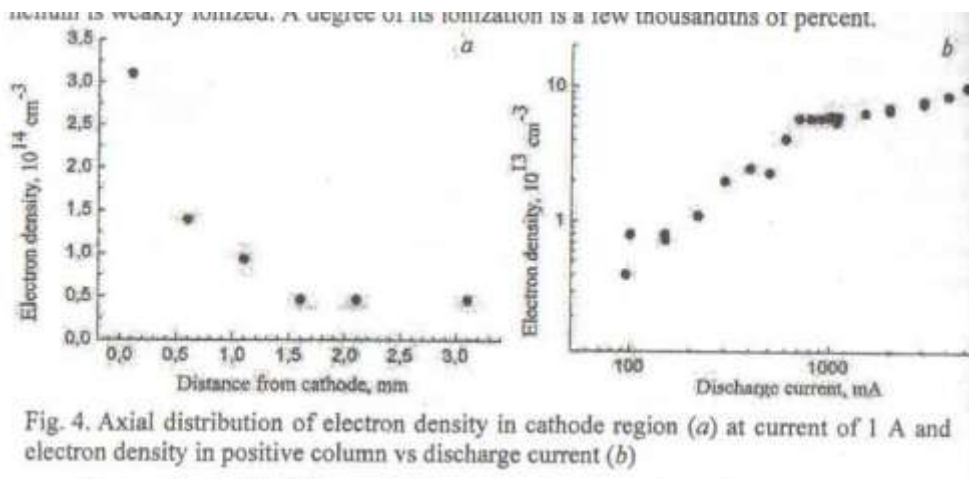 helium is weakly ionized. A degree of its ionization is a few thousandths of percent.
3,5
3,0
2,5
2,0
1,5
1,0
0,5
0,0
Electron density, 10^14 cm^-3
a
0,0 0,5 1,0 1,5 2,0 2,5 3,0
Distance from cathode, mm
10
1
Electron density, 10^13 cm^-3
b
100 1000
Discharge current, mA
Fig. 4. Axial distribution of electron density in cathode region (a) at current of 1 A and
electron density in positive column vs discharge current (b)